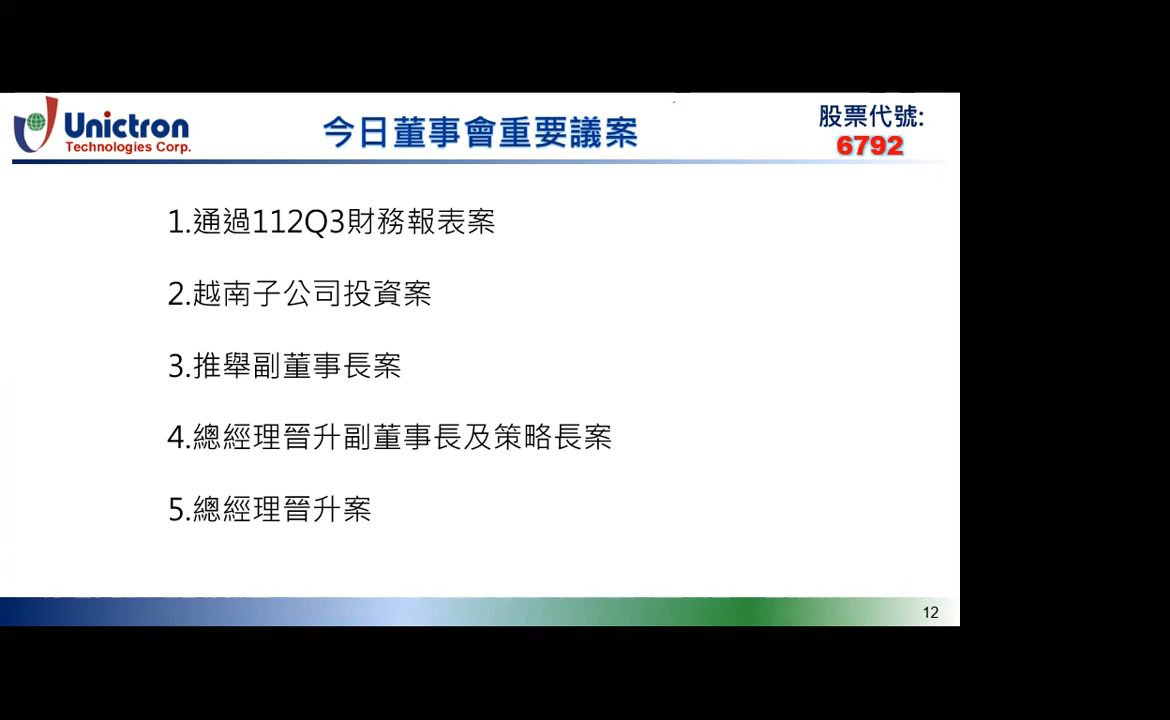 Unictron
Technologies Corp.
今日董事會重要議案
股票代號:
6792
1.通過112Q3財務報表案
2.越南子公司投資案
3.推舉副董事長案
4.總經理晉升副董事長及策略長案
5.總經理晉升案
12